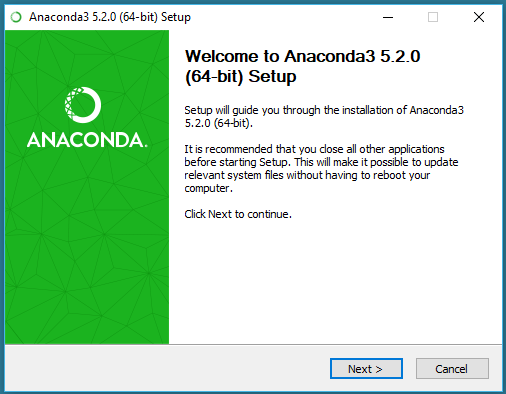 Anaconda3 5.2.0 (64-bit) Setup
Welcome to Anaconda3 5.2.0
(64-bit) Setup
Setup will guide you through the installation of Anaconda3
5.2.0 (64-bit).
It is recommended that you close all other applications
before starting Setup. This will make it possible to update
relevant system files without having to reboot your
computer.
Click Next to continue.
ANACONDA.
Next >
Cancel